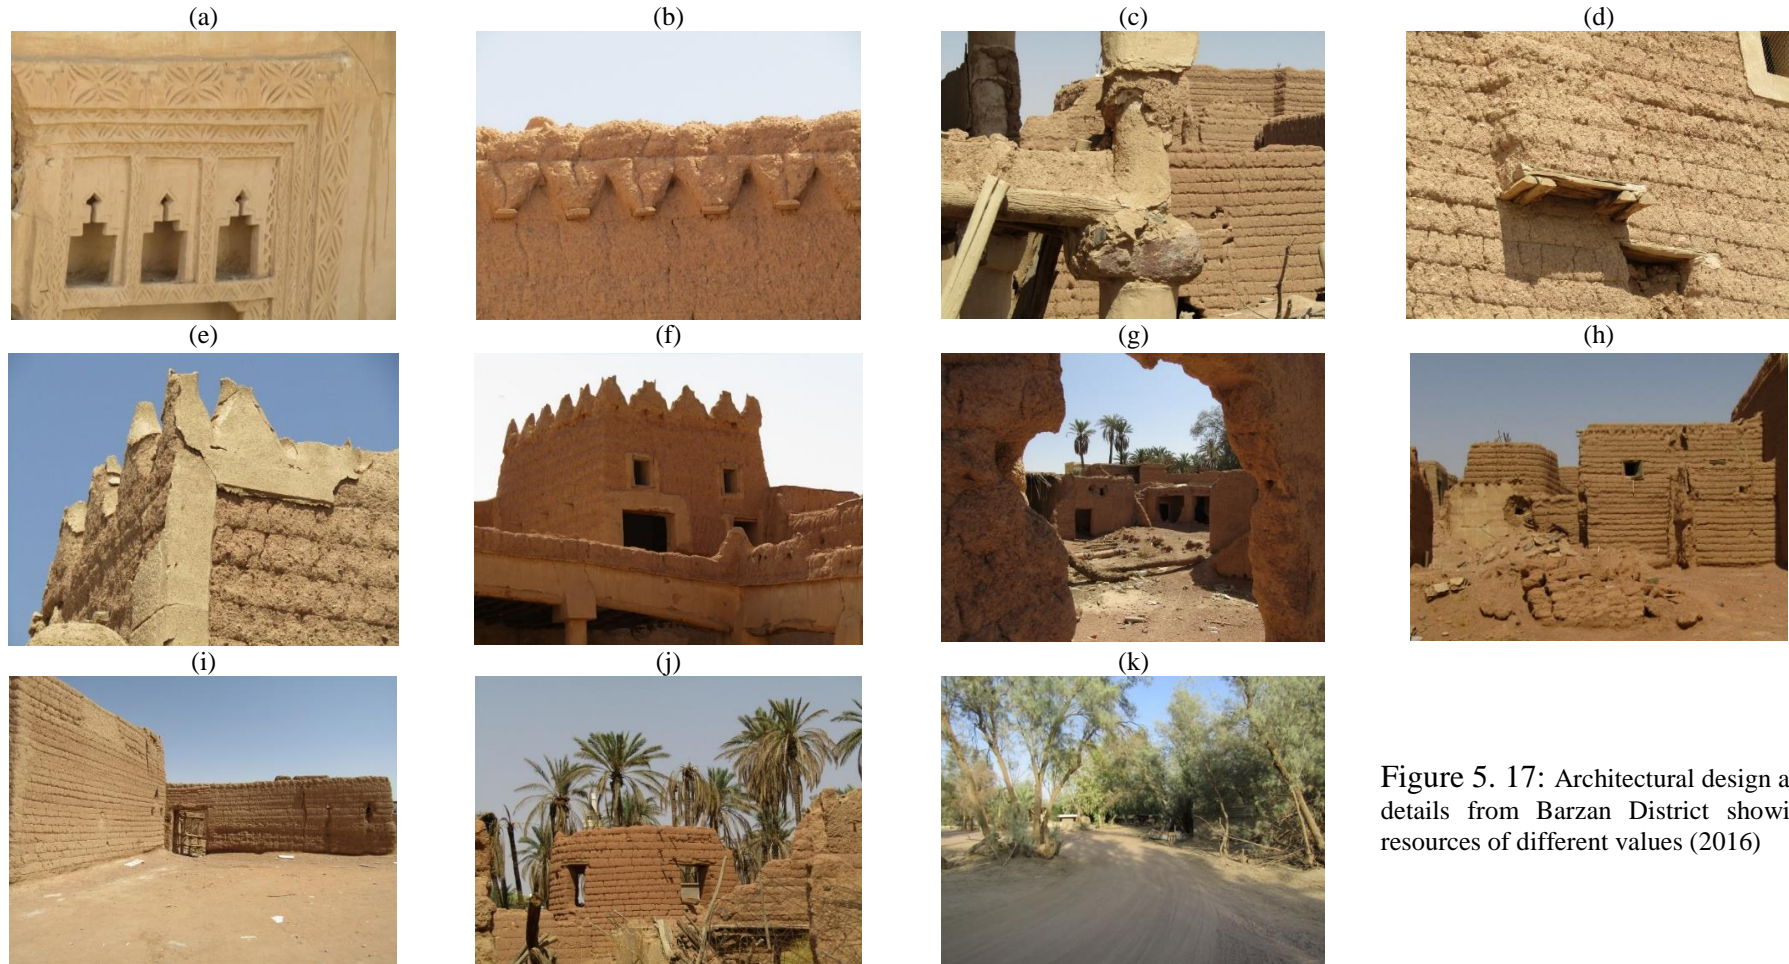 (a) (b) (c) (d)
(e) (f) (g) (h)
(i) (j) (k)
Figure 5. 17: Architectural design a
details from Barzan District showi
resources of different values (2016)